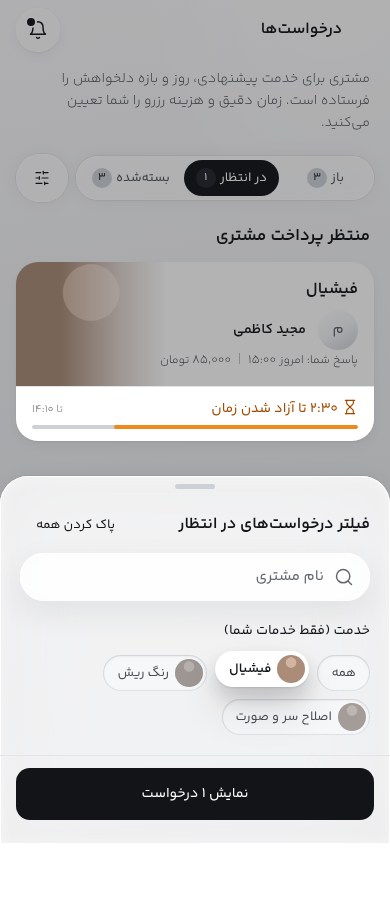 درخواست‌ها
مشتری برای خدمت پیشنهادی، روز و بازه دلخواهش را
فرستاده است. زمان دقیق و هزینه رزرو را شما تعیین
می‌کنید.
باز ۳
در انتظار ۱
بسته‌شده ۳
منتظر پرداخت مشتری
فیشیال
م
مجید کاظمی
پاسخ شما: امروز ۱۵:۰۰ | ۸۵,۰۰۰ تومان
۲:۳۰ تا آزاد شدن زمان
تا ۱۴:۱۰
فیلتر درخواست‌های در انتظار
پاک کردن همه
نام مشتری
خدمت (فقط خدمات شما)
همه
فیشیال
رنگ ریش
اصلاح سر و صورت
نمایش ۱ درخواست